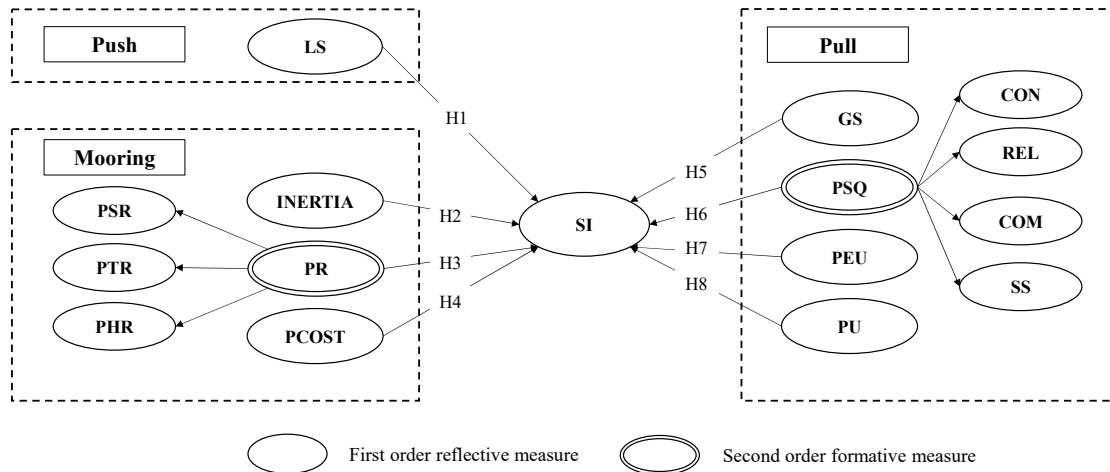 Push
LS
H1
Mooring
INERTIA
PSR
PR
PTR
PHR
PCOST
H2
H3
H4
SI
Pull
GS
CON
PSQ
REL
COM
PEU
SS
PU
H5
H6
H7
H8
First order reflective measure
Second order formative measure